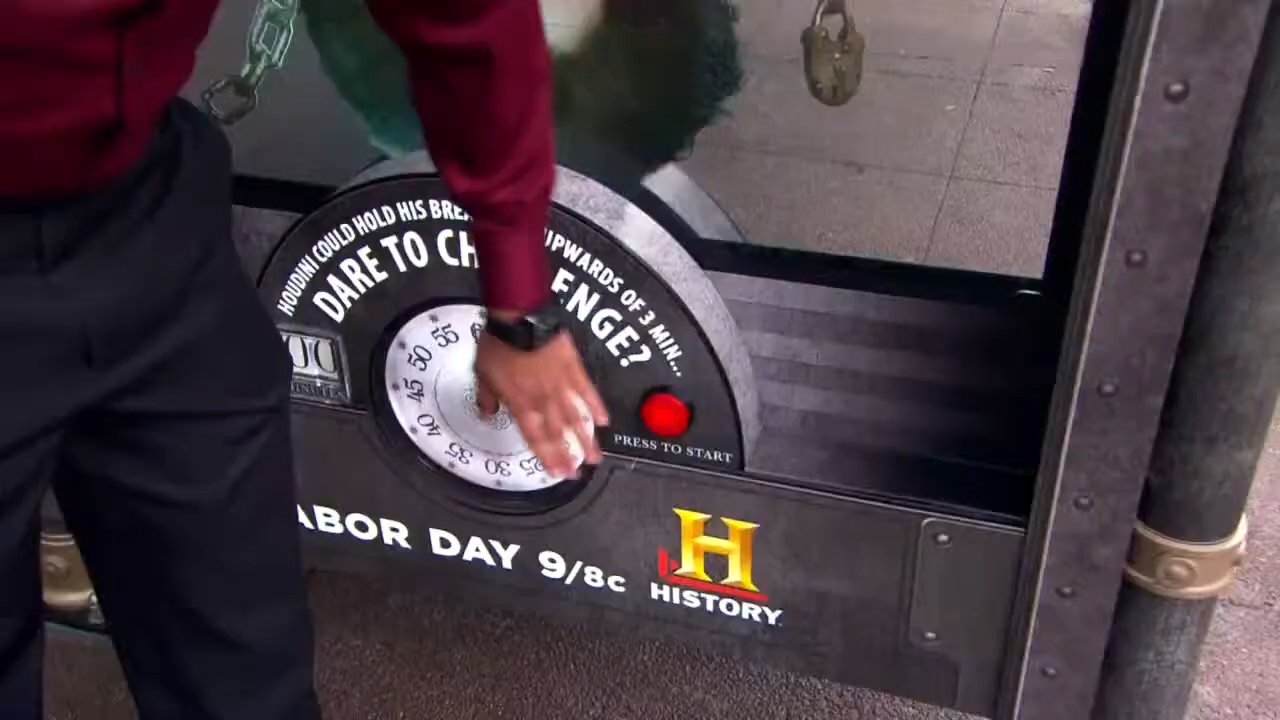 HOUDINI COULD HOLD HIS BREA UPWARDS OF 3 MIN...
DARE TO CH ENGE?
55
50
45
40
35
30
25
00
PRESS TO START
ABOR DAY 9/8c
H
HISTORY